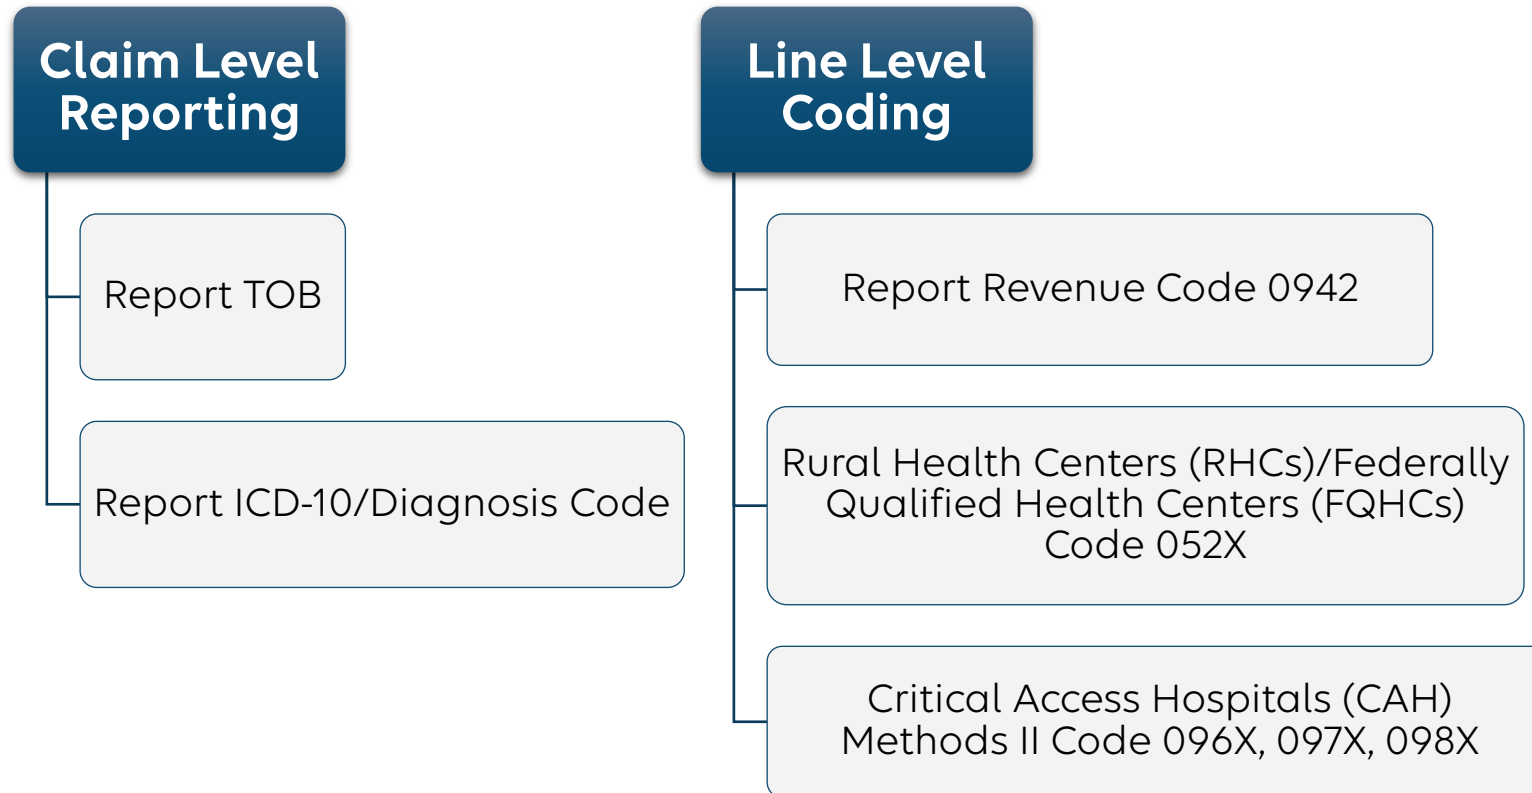 Claim Level
Reporting
Report TOB
Report ICD-10/Diagnosis Code
Line Level
Coding
Report Revenue Code 0942
Rural Health Centers (RHCs)/Federally
Qualified Health Centers (FQHCs)
Code 052X
Critical Access Hospitals (CAH)
Methods II Code 096X, 097X, 098X